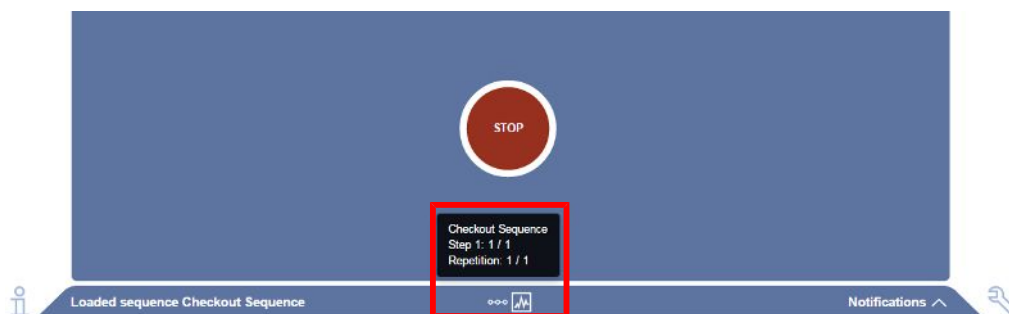 STOP
Checkout Sequence
Step 1: 1 / 1
Repetition: 1 / 1
Loaded sequence Checkout Sequence
Notifications